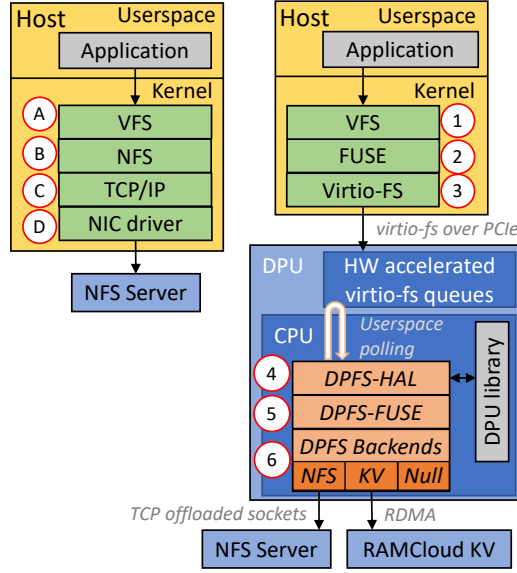 Host
Userspace
Application
Kernel
A
VFS
B
NFS
C
TCP/IP
D
NIC driver
NFS Server
Host
Userspace
Application
Kernel
VFS
1
FUSE
2
Virtio-FS
3
virtio-fs over PCIe
DPU
HW accelerated
virtio-fs queues
CPU
Userspace
polling
4
DPFS-HAL
5
DPFS-FUSE
6
DPFS Backends
NFS KV Null
DPU library
TCP offloaded sockets
RDMA
NFS Server
RAMCloud KV